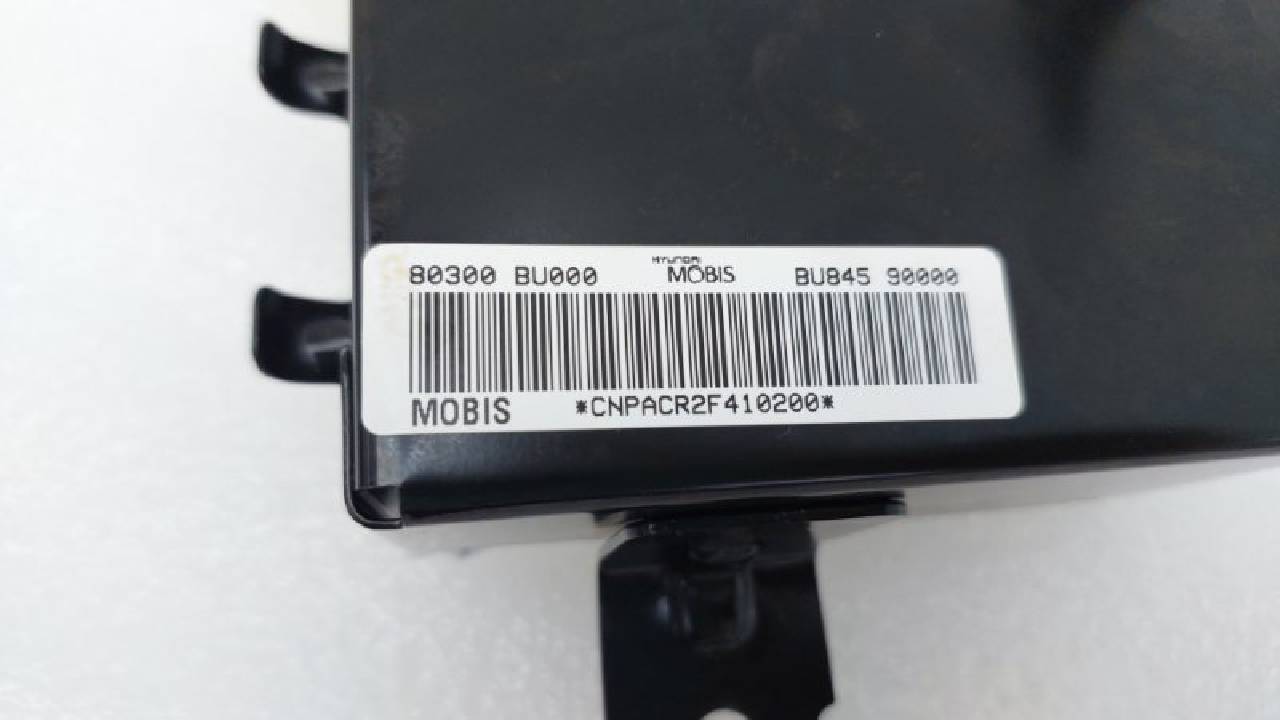 80300 BU000 HYUNDAI MOBIS BU845 90000
MOBIS *CNPACR2F410200*